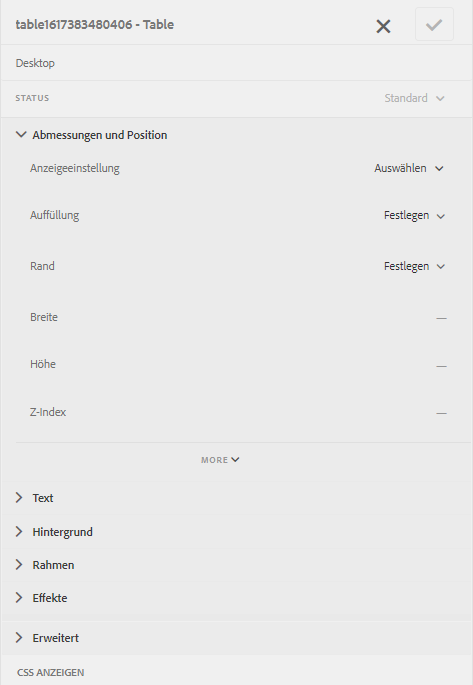 table1617383480406 - Table
Desktop
STATUS Standard
Abmessungen und Position
Anzeigeeinstellung Auswählen
Auffüllung Festlegen
Rand Festlegen
Breite —
Höhe —
Z-Index —
MORE
Text
Hintergrund
Rahmen
Effekte
Erweitert
CSS ANZEIGEN